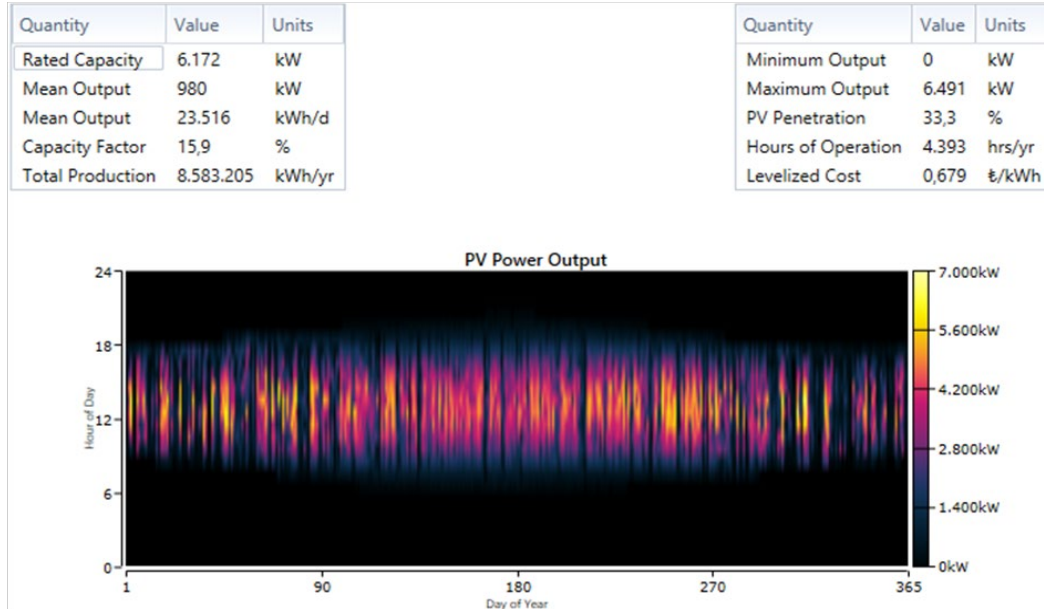 Quantity Value Units
Rated Capacity 6.172 kW
Mean Output 980 kW
Mean Output 23.516 kWh/d
Capacity Factor 15,9 %
Total Production 8.583.205 kWh/yr
Quantity Value Units
Minimum Output 0 kW
Maximum Output 6.491 kW
PV Penetration 33,3 %
Hours of Operation 4.393 hrs/yr
Levelized Cost 0,679 ₺/kWh
PV Power Output
24
18
12
6
0
Hour of Day
1 90 180 270 365
Day of Year
7.000kW
5.600kW
4.200kW
2.800kW
1.400kW
0kW